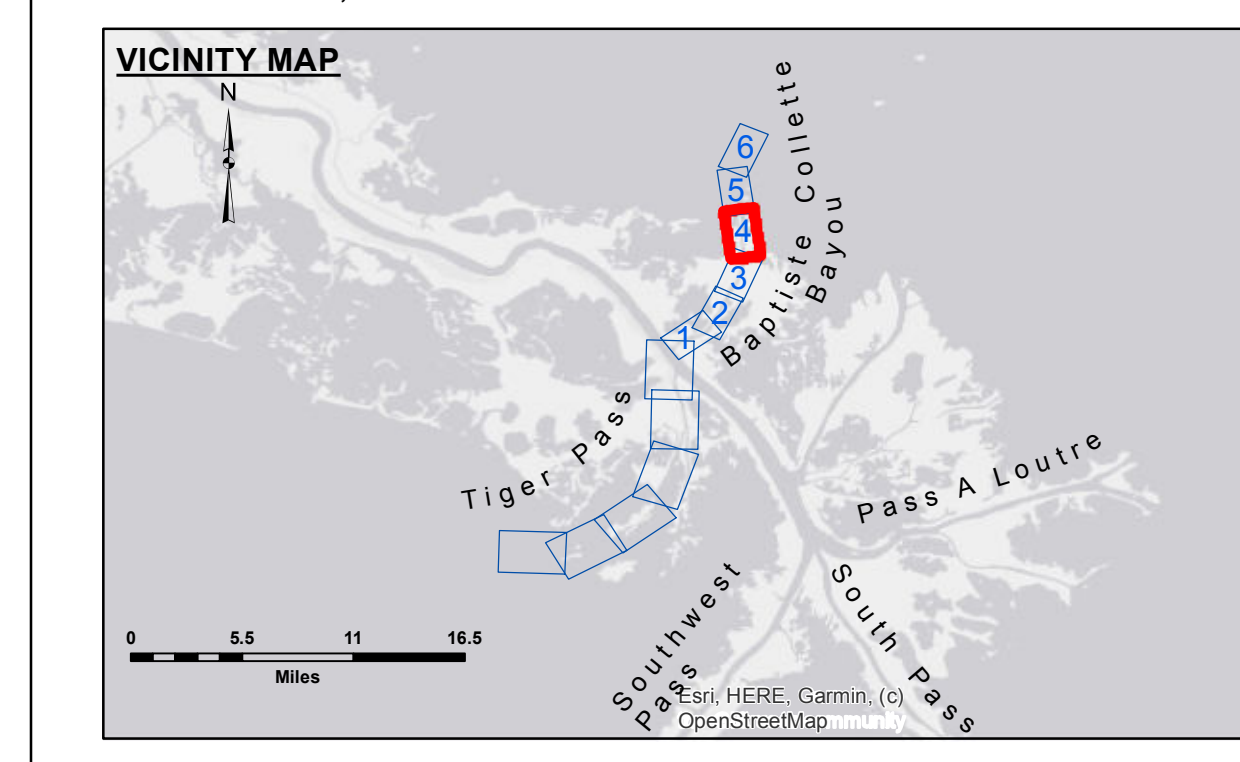 VICINITY MAP
N
6
5
4
3
2
1
Baptiste Collette
Bayou
Tiger Pass
Pass A Loutre
South Pass
Southwest
Pass
0 5.5 11 16.5
Miles
Esri, HERE, Garmin, (c)
OpenStreetMap mmunity